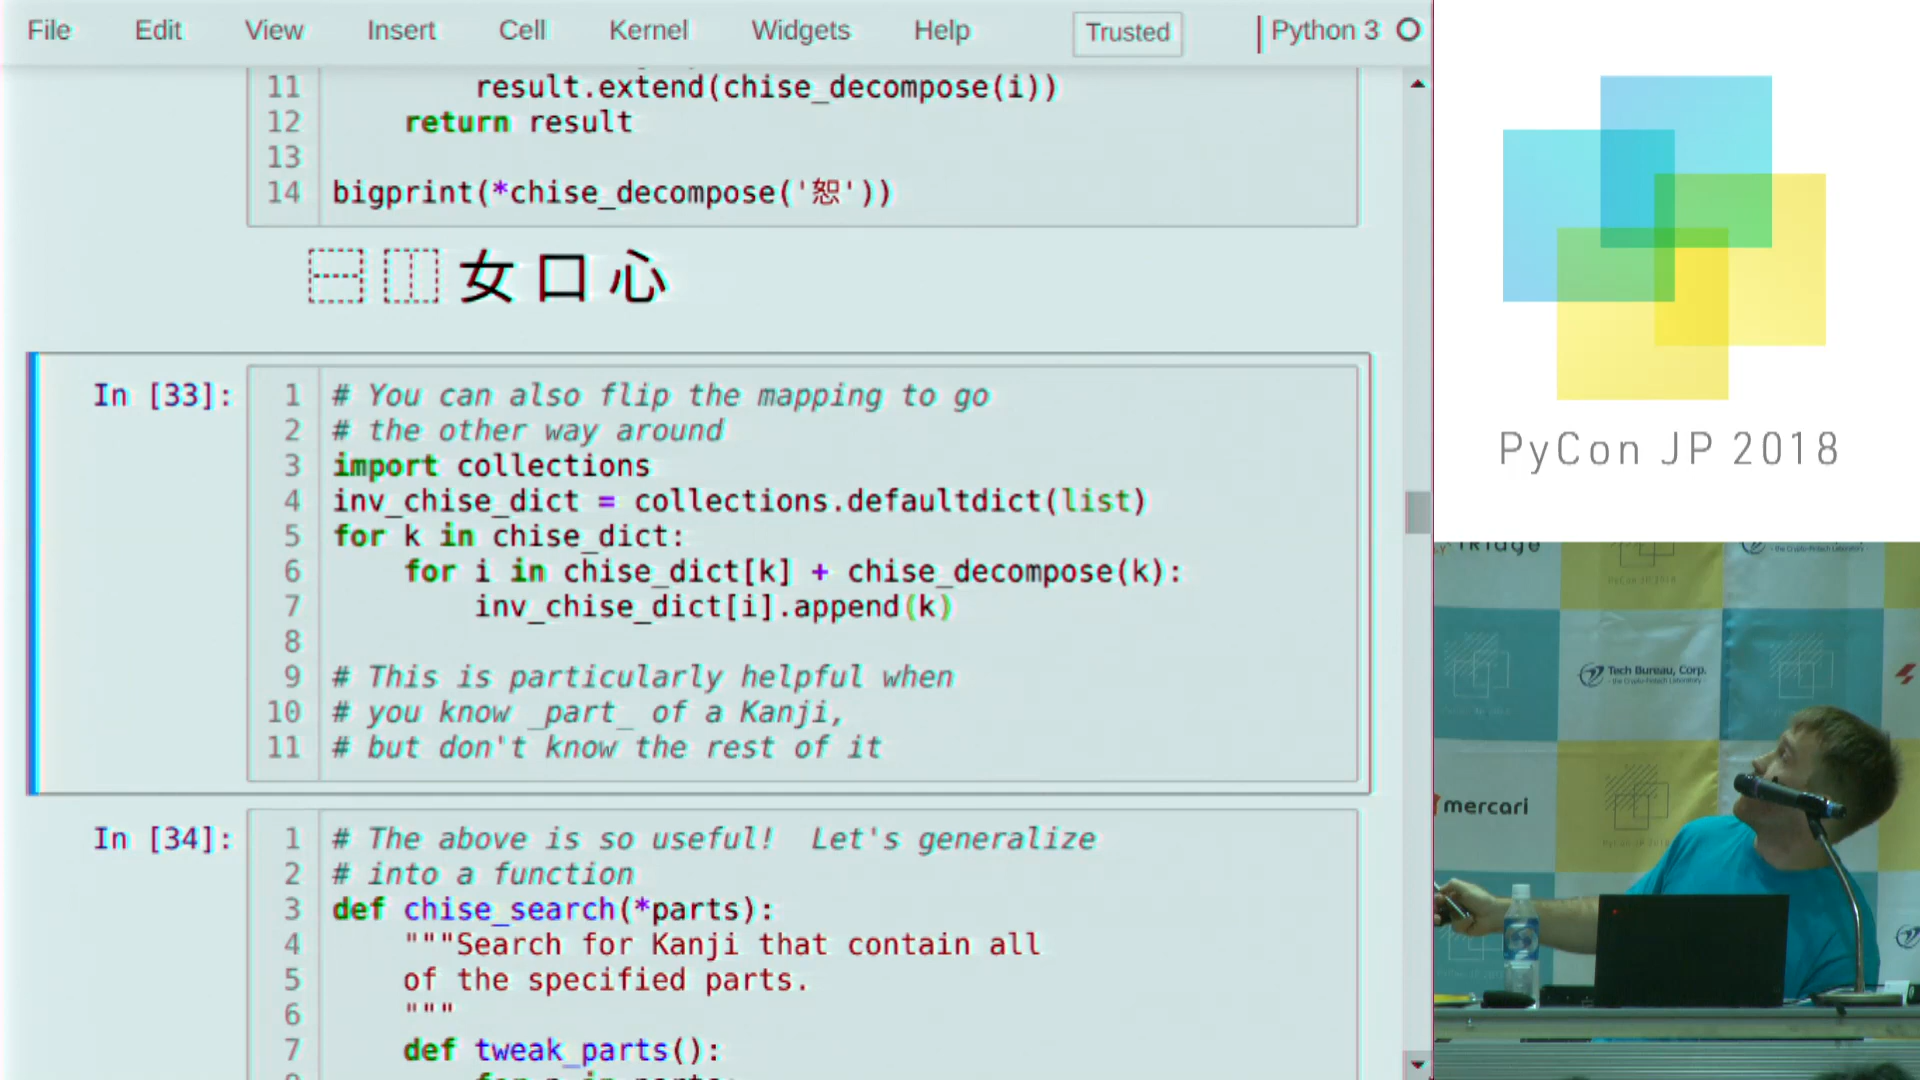 File Edit View Insert Cell Kernel Widgets Help Trusted Python 3
11 result.extend(chise_decompose(i))
12 return result
13
14 bigprint(*chise_decompose('恕'))
⿱ ⿰ 女 口 心
In [33]:
1 # You can also flip the mapping to go
2 # the other way around
3 import collections
4 inv_chise_dict = collections.defaultdict(list)
5 for k in chise_dict:
6 for i in chise_dict[k] + chise_decompose(k):
7 inv_chise_dict[i].append(k)
8
9 # This is particularly helpful when
10 # you know _part_ of a Kanji,
11 # but don't know the rest of it
In [34]:
1 # The above is so useful! Let's generalize
2 # into a function
3 def chise_search(*parts):
4 """Search for Kanji that contain all
5 of the specified parts.
6 """
7 def tweak_parts():
PyCon JP 2018
Tech Bureau, Corp.
mercari